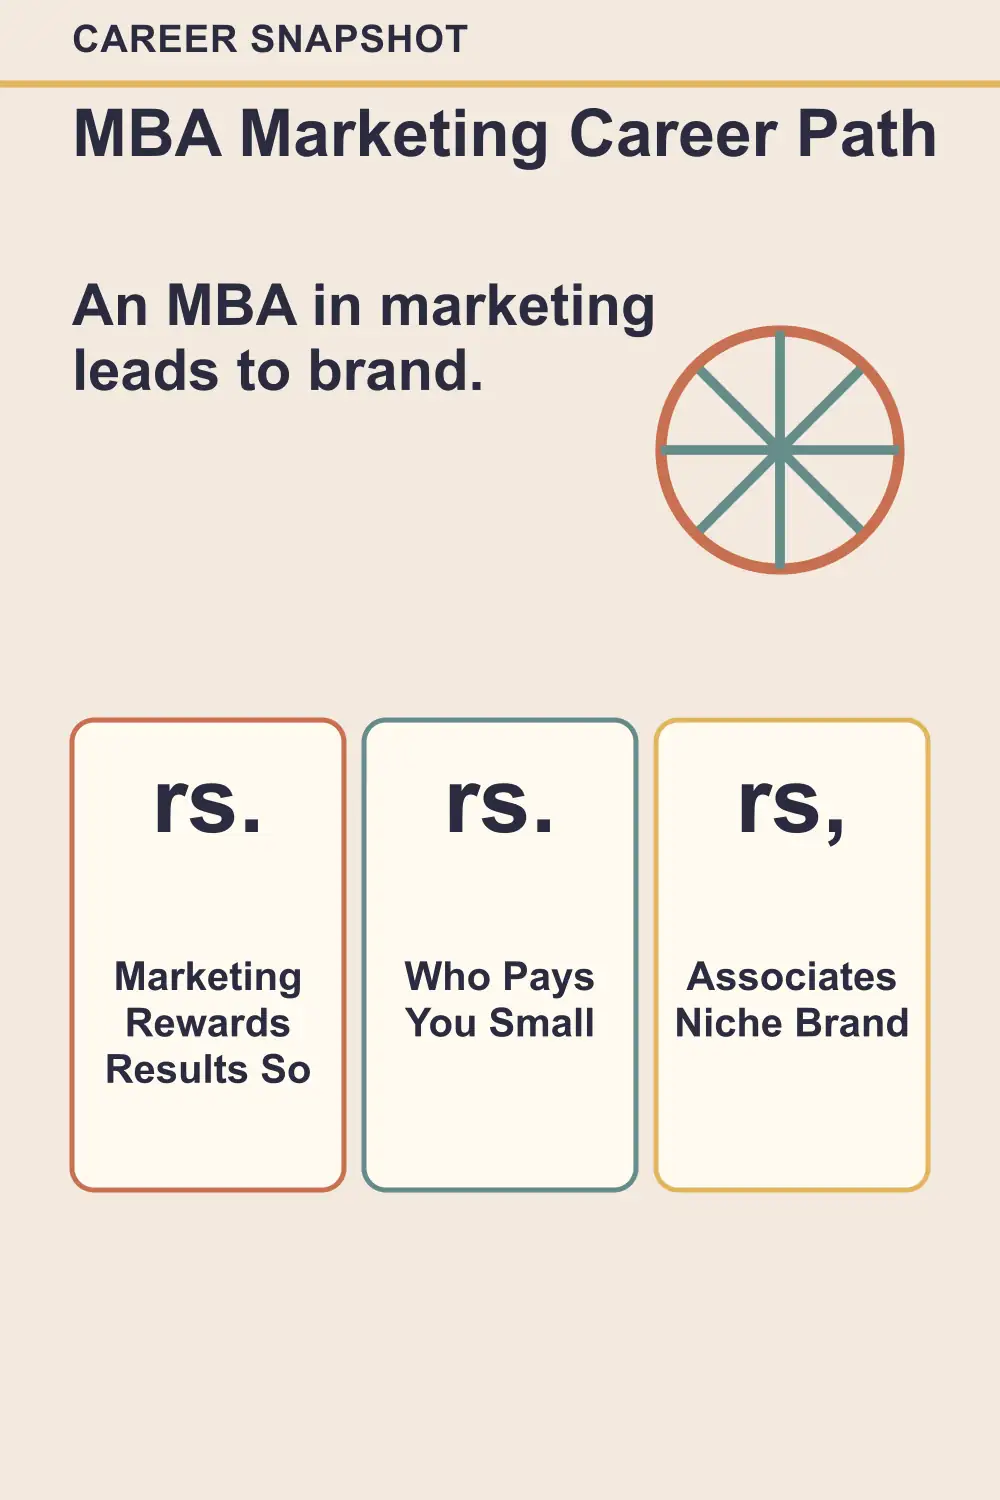 CAREER SNAPSHOT
MBA Marketing Career Path
An MBA in marketing
leads to brand.
rs.
Marketing
Rewards
Results So
rs.
Who Pays
You Small
rs,
Associates
Niche Brand